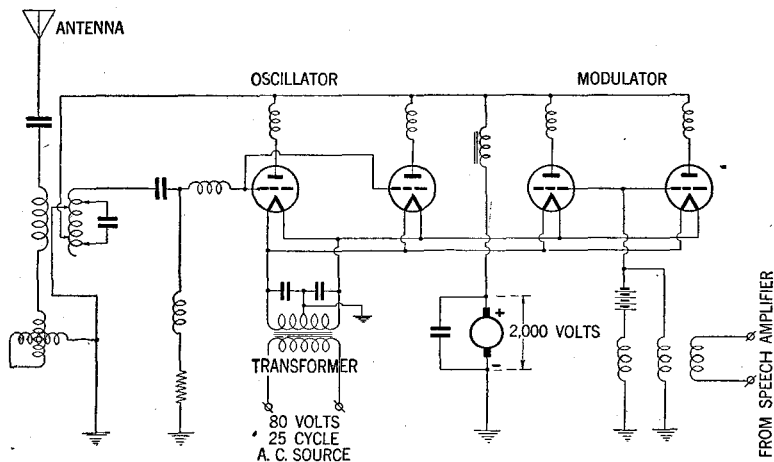 ANTENNA
OSCILLATOR
MODULATOR
+
2,000 VOLTS
-
TRANSFORMER
80 VOLTS
25 CYCLE
A. C. SOURCE
FROM SPEECH AMPLIFIER